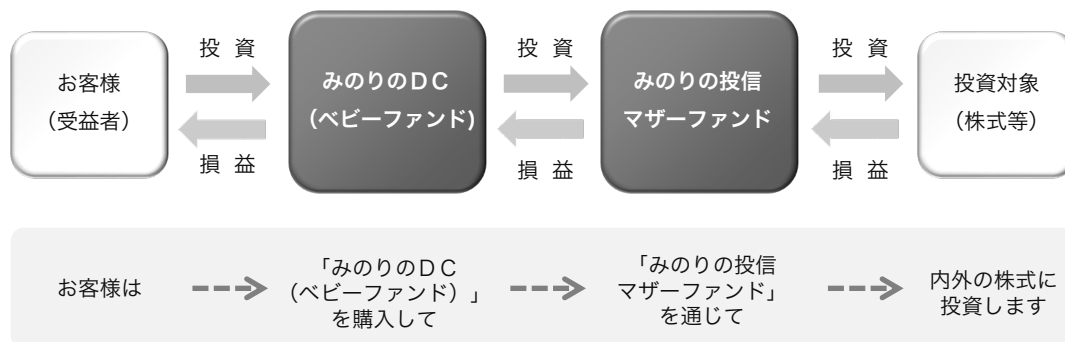 お客様
（受益者）
投 資
損 益
みのりのＤＣ
（ベビーファンド)
投 資
損 益
みのりの投信
マザーファンド
投 資
損 益
投資対象
（株式等）
お客様は
「みのりのＤＣ
（ベビーファンド）」
を購入して
「みのりの投信
マザーファンド」
を通じて
内外の株式に
投資します